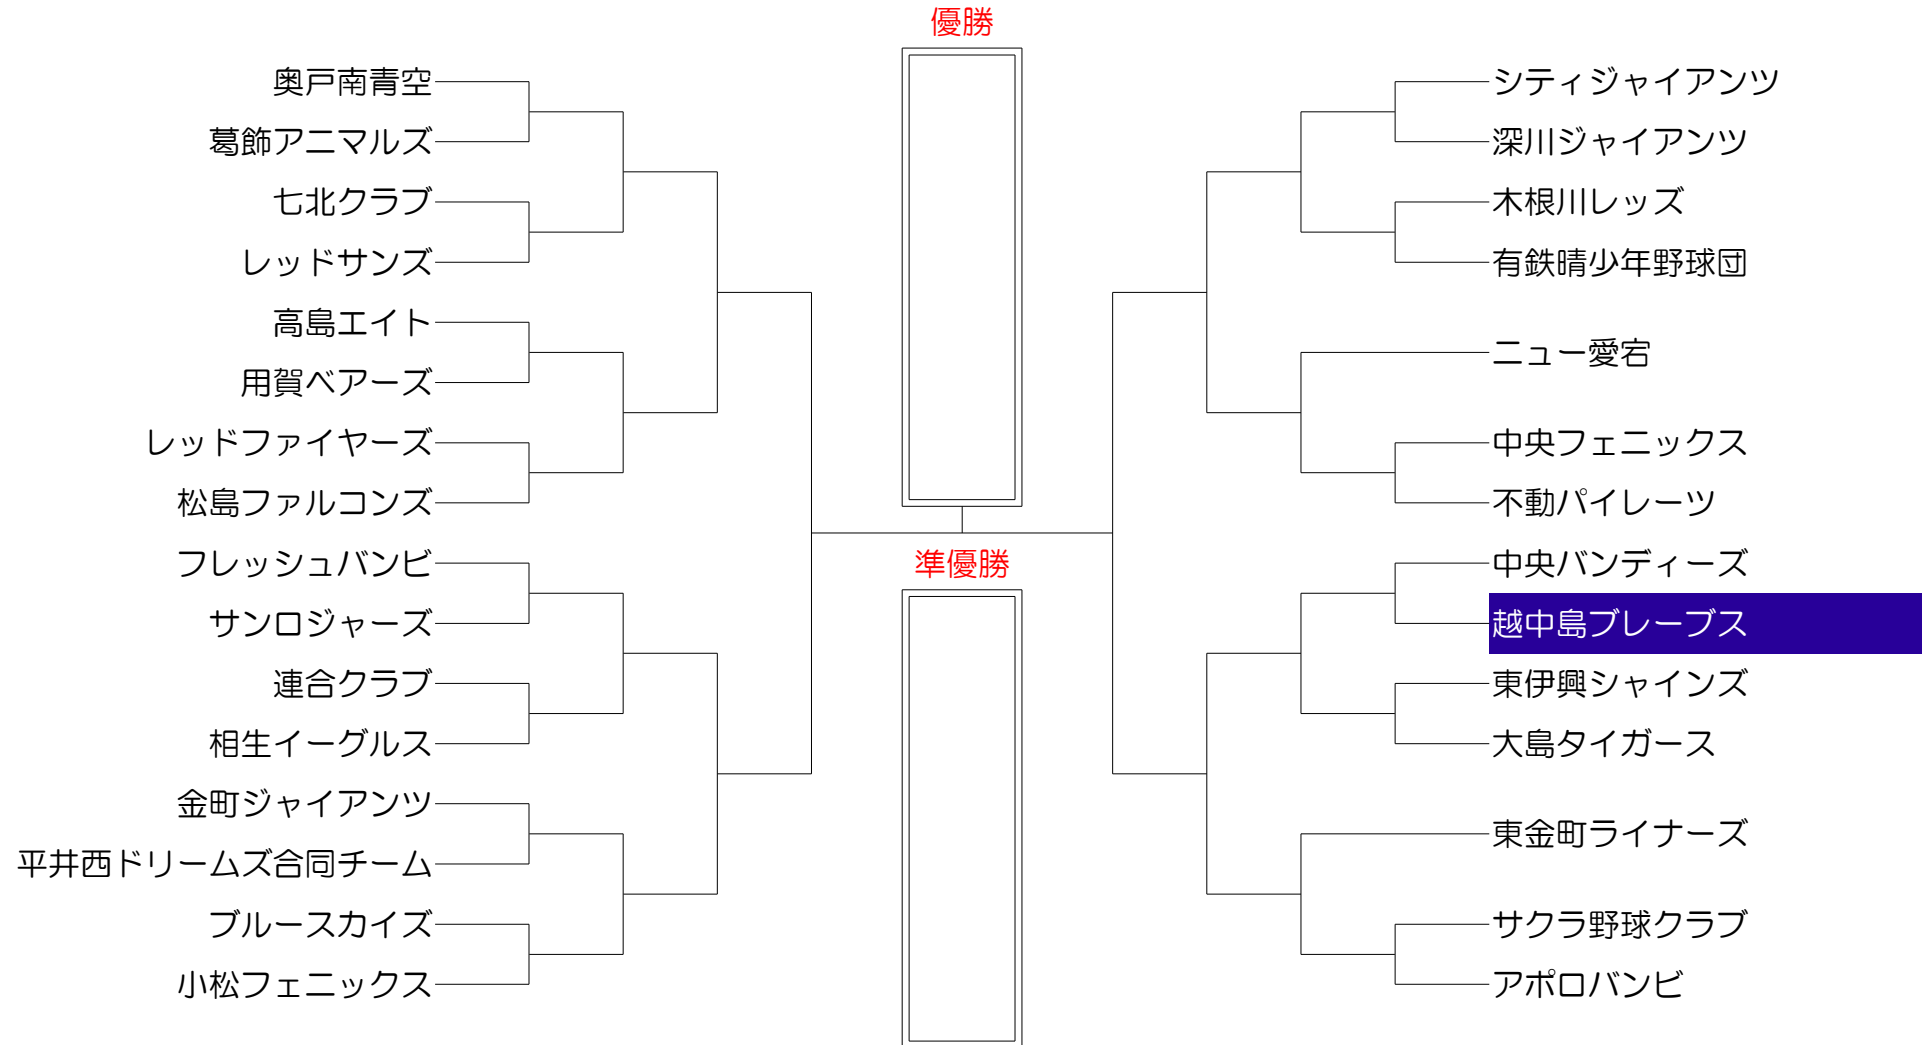 優勝
奥戸南青空
葛飾アニマルズ
七北クラブ
レッドサンズ
高島エイト
用賀ベアーズ
レッドファイヤーズ
松島ファルコンズ
フレッシュバンビ
サンロジャーズ
連合クラブ
相生イーグルス
金町ジャイアンツ
平井西ドリームズ合同チーム
ブルースカイズ
小松フェニックス
準優勝
シティジャイアンツ
深川ジャイアンツ
木根川レッズ
有鉄晴少年野球団
ニュー愛宕
中央フェニックス
不動パイレーツ
中央バンディーズ
越中島ブレーブス
東伊興シャインズ
大島タイガース
東金町ライナーズ
サクラ野球クラブ
アポロバンビ